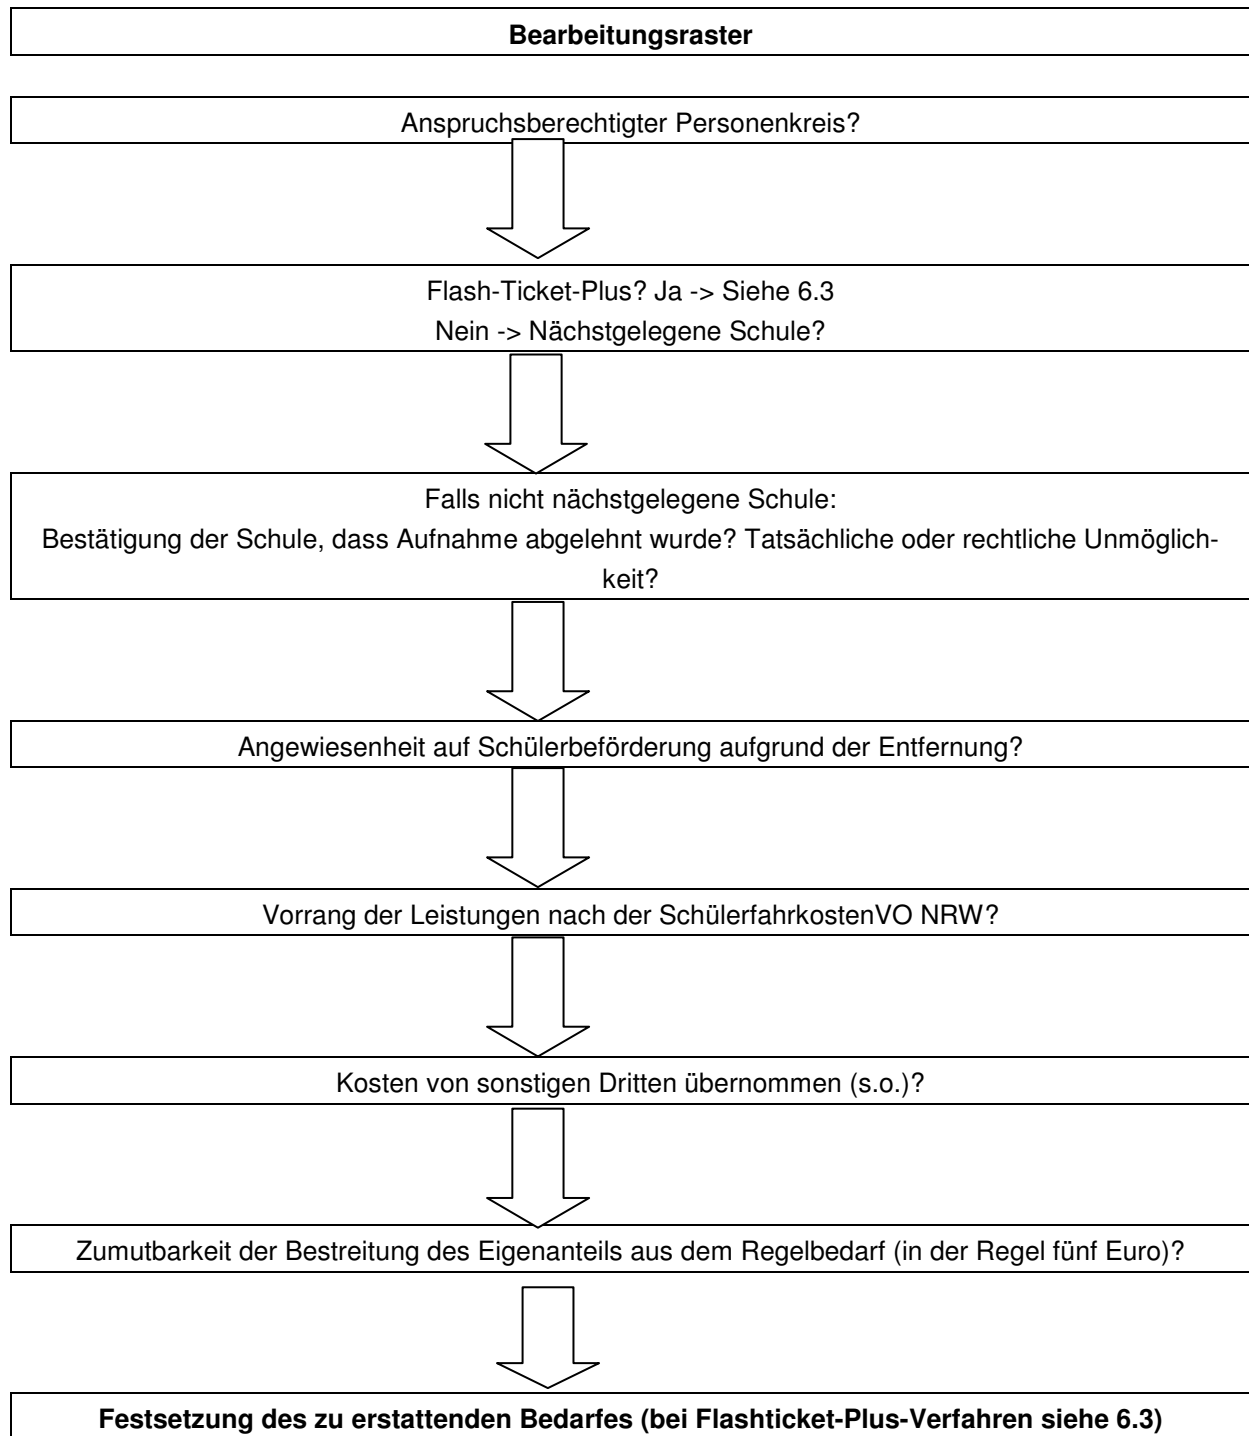 Bearbeitungsraster
Anspruchsberechtigter Personenkreis?
Flash-Ticket-Plus? Ja -> Siehe 6.3
Nein -> Nächstgelegene Schule?
Falls nicht nächstgelegene Schule:
Bestätigung der Schule, dass Aufnahme abgelehnt wurde? Tatsächliche oder rechtliche Unmöglich-
keit?
Angewiesenheit auf Schülerbeförderung aufgrund der Entfernung?
Vorrang der Leistungen nach der SchülerfahrkostenVO NRW?
Kosten von sonstigen Dritten übernommen (s.o.)?
Zumutbarkeit der Bestreitung des Eigenanteils aus dem Regelbedarf (in der Regel fünf Euro)?
Festsetzung des zu erstattenden Bedarfes (bei Flashticket-Plus-Verfahren siehe 6.3)